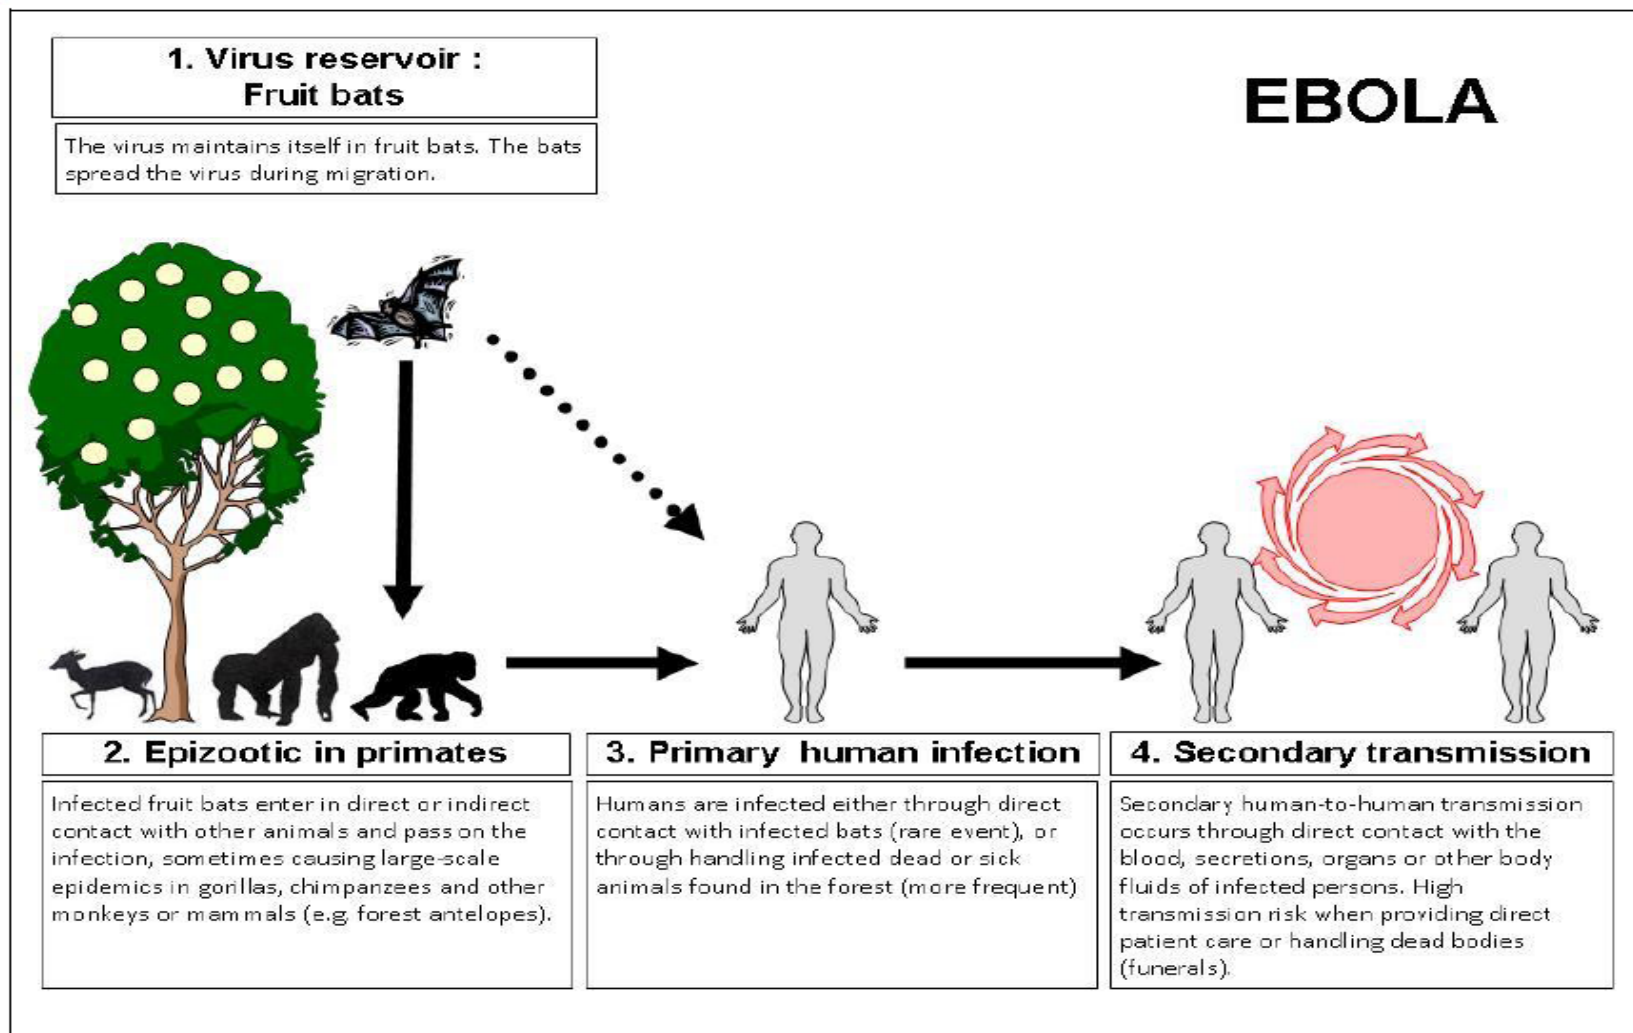 1. Virus reservoir :
Fruit bats
EBOLA
The virus maintains itself in fruit bats. The bats
spread the virus during migration.
2. Epizootic in primates
Infected fruit bats enter in direct or indirect
contact with other animals and pass on the
infection, sometimes causing large-scale
epidemics in gorillas, chimpanzees and other
monkeys or mammals (e.g. forest antelopes).
3. Primary human infection
Humans are infected either through direct
contact with infected bats (rare event), or
through handling infected dead or sick
animals found in the forest (more frequent)
4. Secondary transmission
Secondary human-to-human transmission
occurs through direct contact with the
blood, secretions, organs or other body
fluids of infected persons. High
transmission risk when providing direct
patient care or handling dead bodies
(funerals).